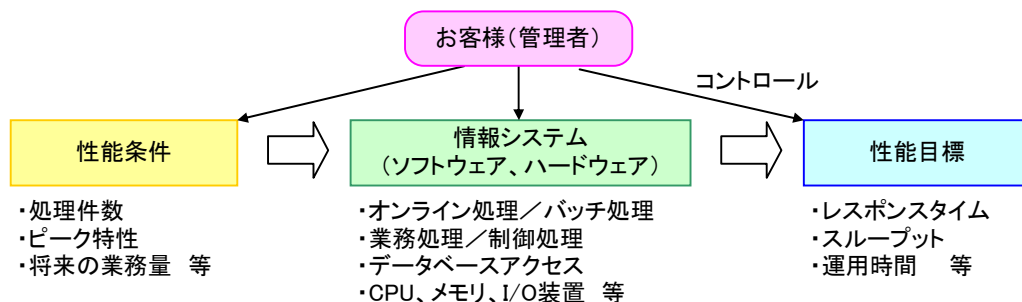 お客様（管理者）
コントロール
性能条件
情報システム
（ソフトウェア、ハードウェア）
性能目標
・処理件数
・ピーク特性
・将来の業務量　等
・オンライン処理／バッチ処理
・業務処理／制御処理
・データベースアクセス
・CPU、メモリ、I/O装置　等
・レスポンスタイム
・スループット
・運用時間　等